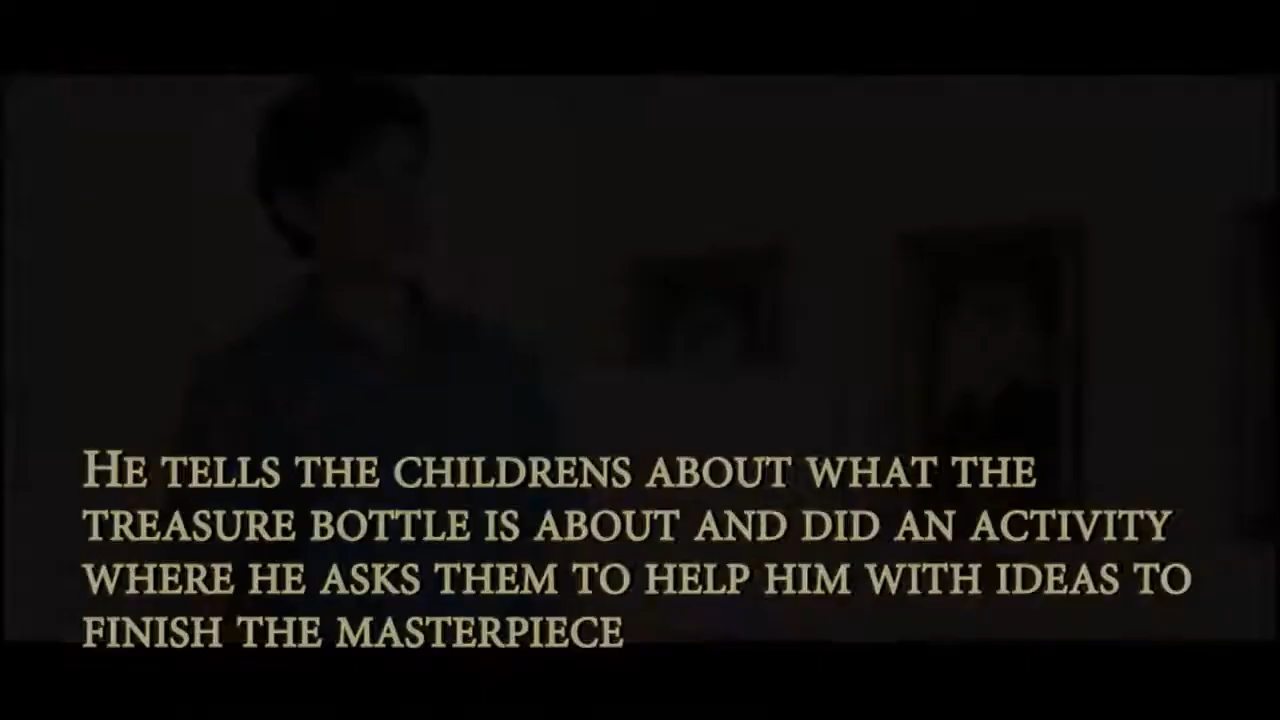 He tells the childrens about what the
treasure bottle is about and did an activity
where he asks them to help him with ideas to
finish the masterpiece